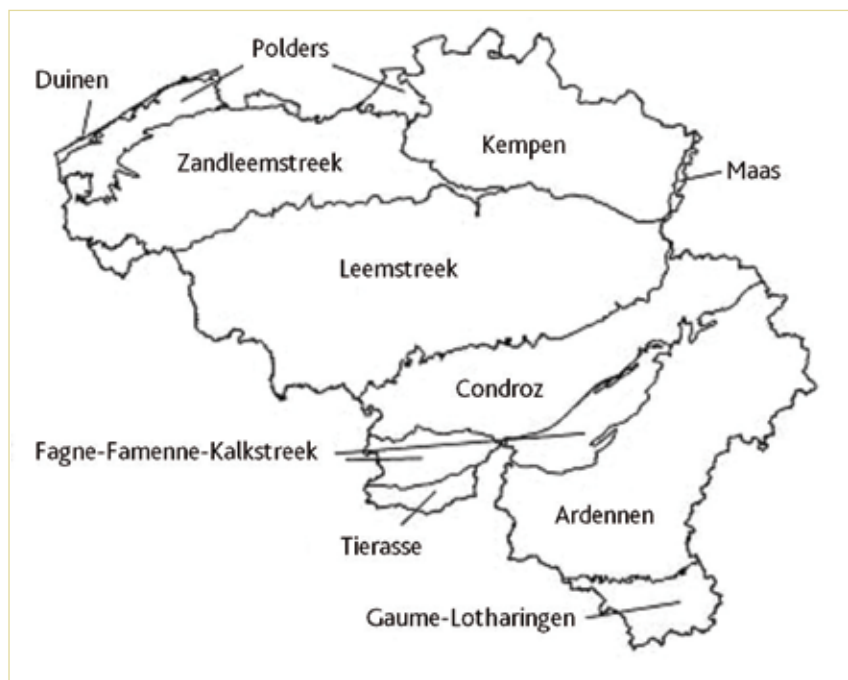 Polders
Duinen
Kempen
Zandleemstreek
Maas
Leemstreek
Condroz
Fagne-Famenne-Kalkstreek
Ardennen
Tierasse
Gaume-Lotharingen